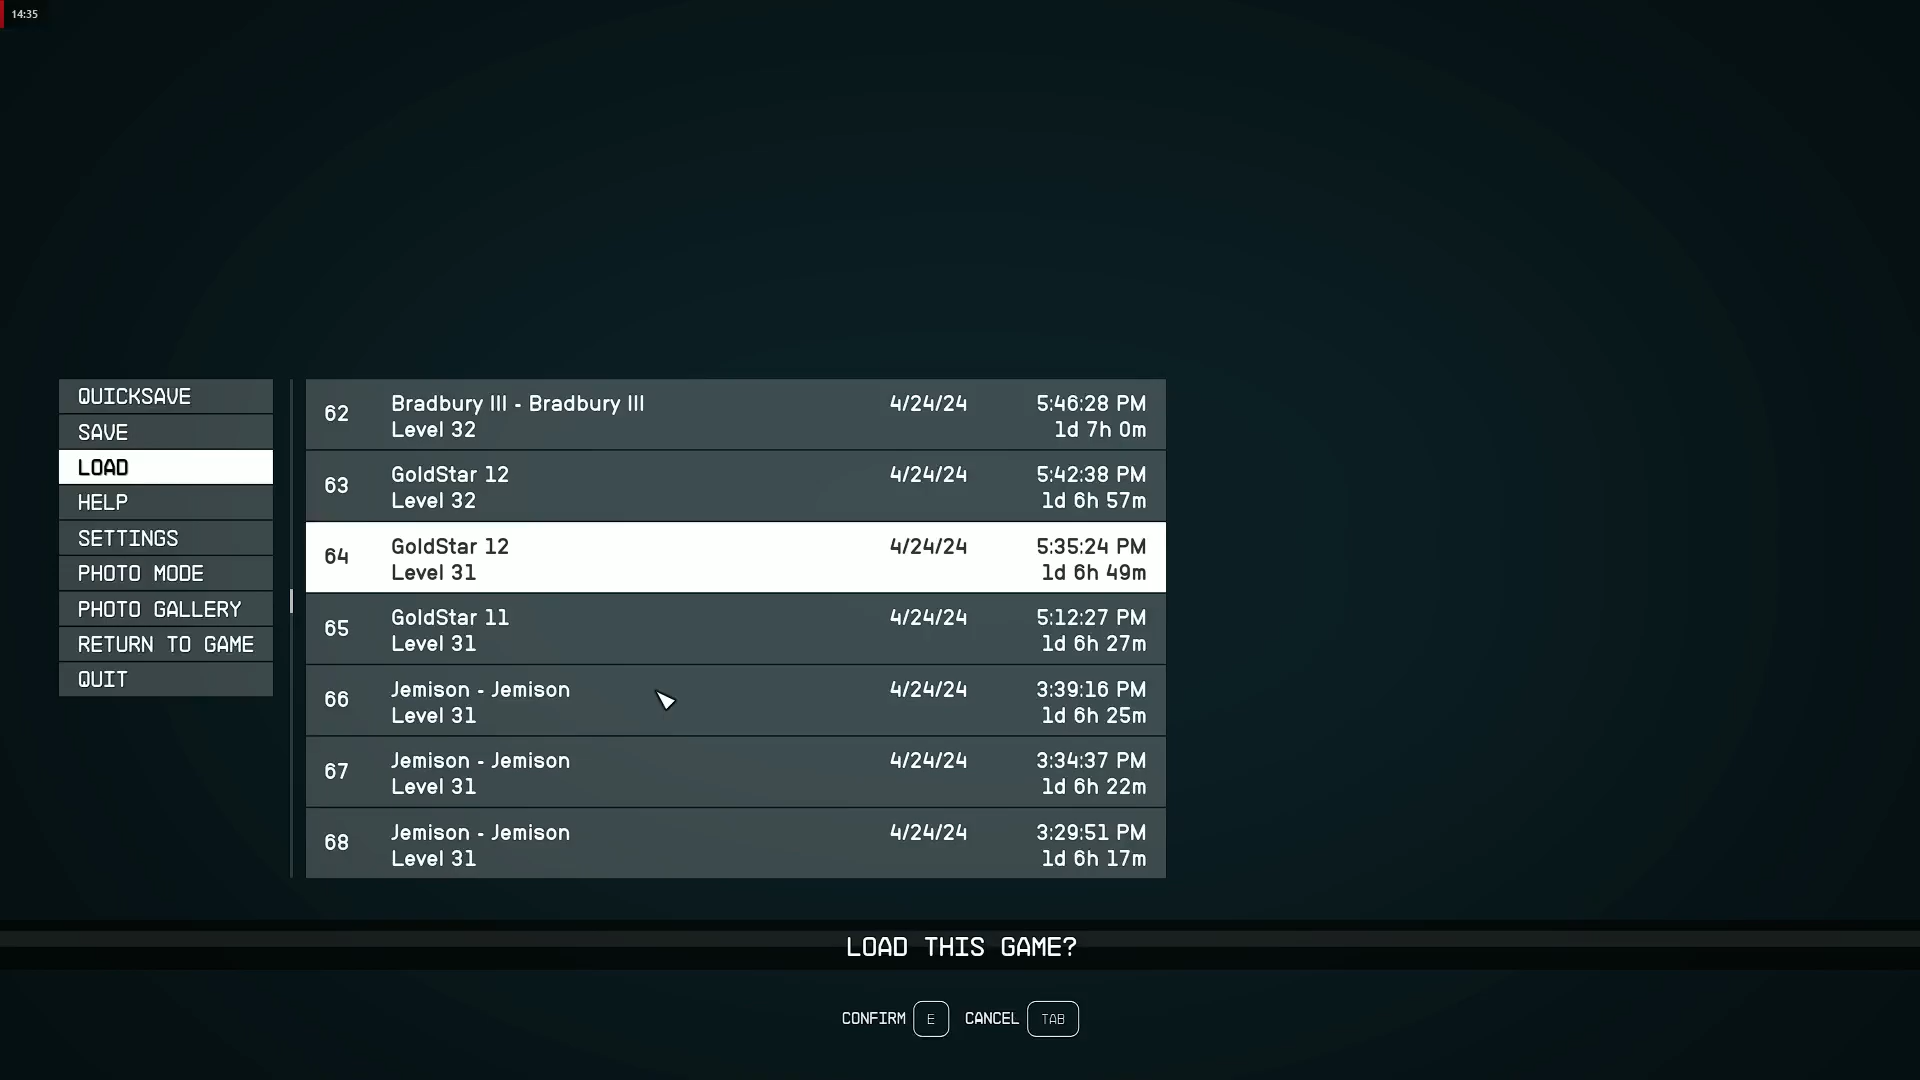 14:35
QUICKSAVE
SAVE
LOAD
HELP
SETTINGS
PHOTO MODE
PHOTO GALLERY
RETURN TO GAME
QUIT
62 Bradbury III - Bradbury III 4/24/24 5:46:28 PM
Level 32 1d 7h 0m
63 GoldStar 12 4/24/24 5:42:38 PM
Level 32 1d 6h 57m
64 GoldStar 12 4/24/24 5:35:24 PM
Level 31 1d 6h 49m
65 GoldStar 11 4/24/24 5:12:27 PM
Level 31 1d 6h 27m
66 Jemison - Jemison 4/24/24 3:39:16 PM
Level 31 1d 6h 25m
67 Jemison - Jemison 4/24/24 3:34:37 PM
Level 31 1d 6h 22m
68 Jemison - Jemison 4/24/24 3:29:51 PM
Level 31 1d 6h 17m
LOAD THIS GAME?
CONFIRM E CANCEL TAB